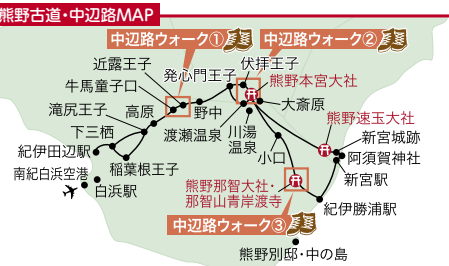 熊野古道・中辺路MAP
中辺路ウォーク①
中辺路ウォーク②
近露王子
発心門王子
伏拝王子
牛馬童子口
熊野本宮大社
滝尻王子
高原
野中
大斎原
下三栖
渡瀬温泉
川湯
温泉
熊野速玉大社
新宮城跡
紀伊田辺駅
小口
阿須賀神社
稲葉根王子
新宮駅
南紀白浜空港
白浜駅
熊野那智大社・
那智山青岸渡寺
紀伊勝浦駅
中辺路ウォーク③
熊野別邸・中の島